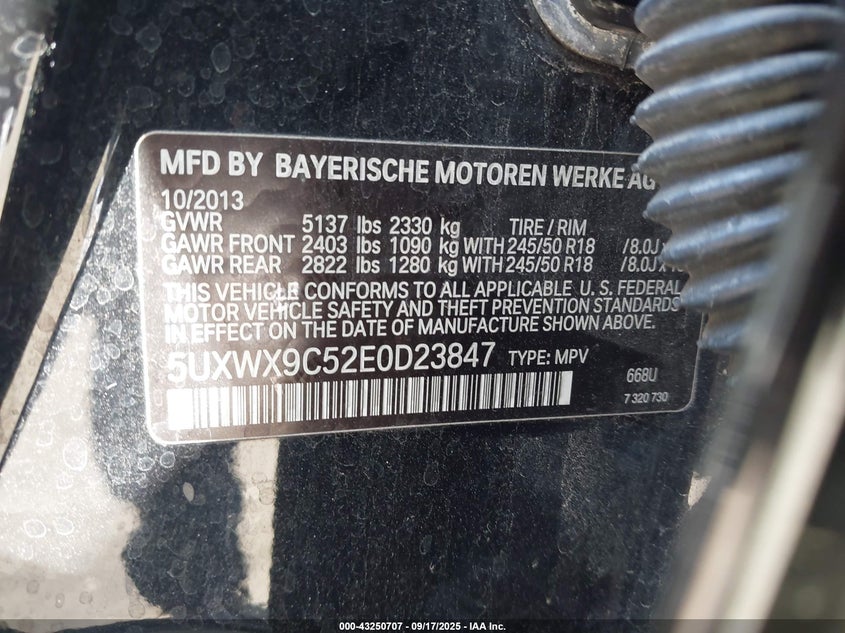 MFD BY BAYERISCHE MOTOREN WERKE AG
10/2013
GVWR 5137 lbs 2330 kg TIRE / RIM
GAWR FRONT 2403 lbs 1090 kg WITH 245/50 R18 /8.0J
GAWR REAR 2822 lbs 1280 kg WITH 245/50 R18 /8.0J
THIS VEHICLE CONFORMS TO ALL APPLICABLE U. S. FEDERAL
MOTOR VEHICLE SAFETY AND THEFT PREVENTION STANDARDS
IN EFFECT ON THE DATE OF MANUFACTURE SHOWN ABOVE.
5UXWX9C52E0D23847 TYPE: MPV
668U
7 320 730
000-43250707 - 09/17/2025 - IAA Inc.